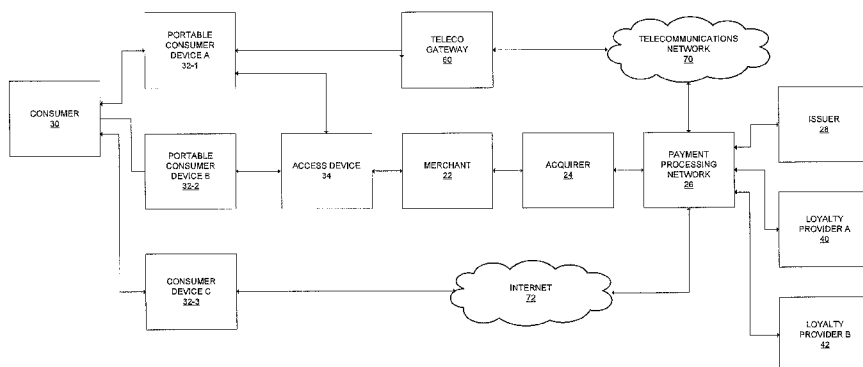 PORTABLE
CONSUMER
DEVICE A
32-1
TELECO
GATEWAY
60
TELECOMMUNICATIONS
NETWORK
70
CONSUMER
30
ISSUER
28
PORTABLE
CONSUMER
DEVICE B
32-2
ACCESS DEVICE
34
MERCHANT
22
ACQUIRER
24
PAYMENT
PROCESSING
NETWORK
26
LOYALTY
PROVIDER A
40
CONSUMER
DEVICE C
32-3
INTERNET
72
LOYALTY
PROVIDER B
42